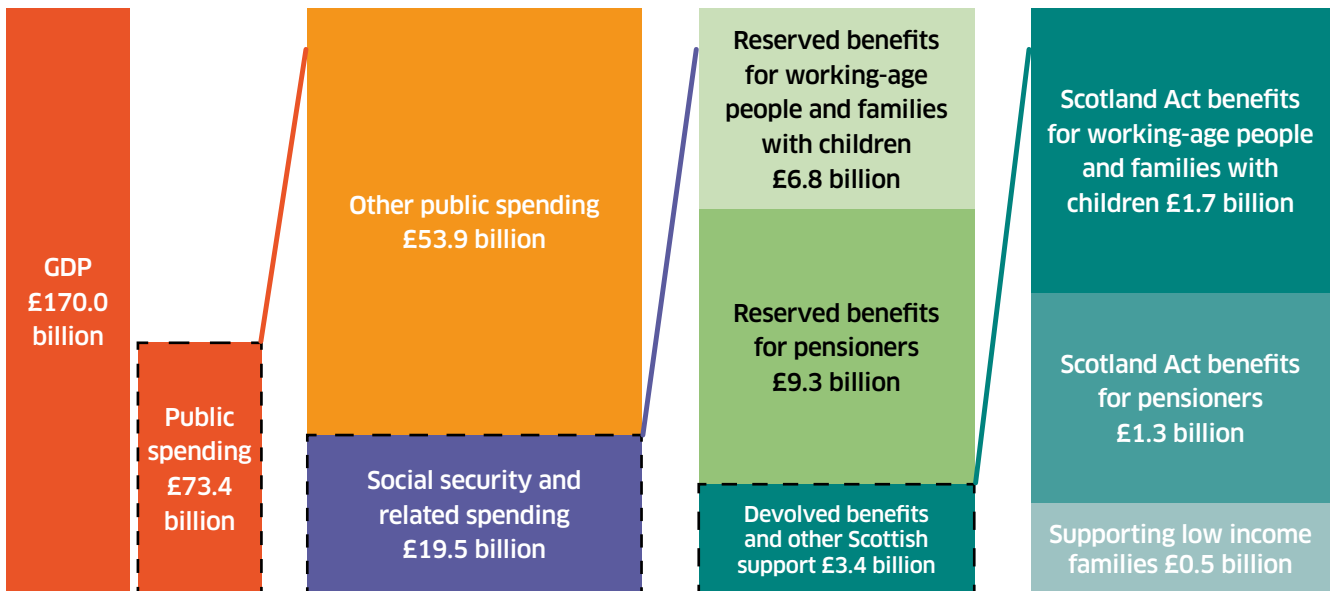 GDP
£170.0
billion
Public
spending
£73.4
billion
Other public spending
£53.9 billion
Social security and
related spending
£19.5 billion
Reserved benefits
for working-age
people and families
with children
£6.8 billion
Reserved benefits
for pensioners
£9.3 billion
Devolved benefits
and other Scottish
support £3.4 billion
Scotland Act benefits
for working-age people
and families with
children £1.7 billion
Scotland Act benefits
for pensioners
£1.3 billion
Supporting low income
families £0.5 billion